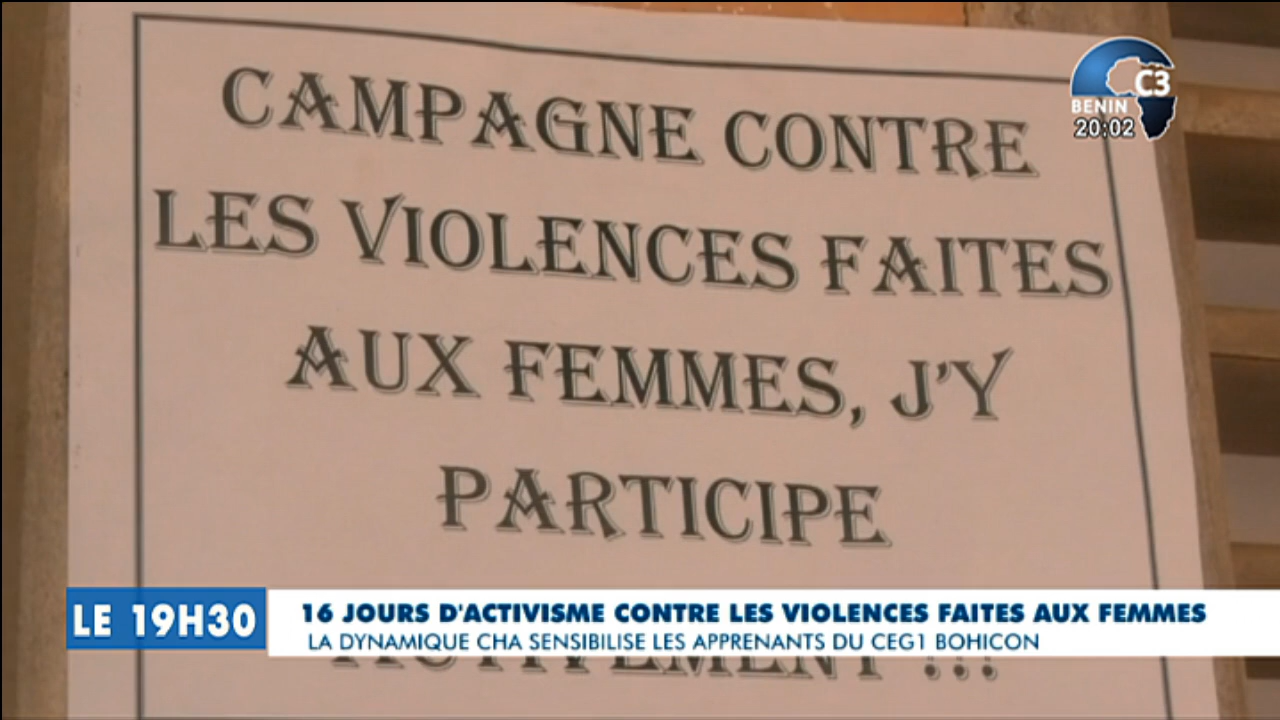 CAMPAGNE CONTRE
LES VIOLENCES FAITES
AUX FEMMES, J'Y
PARTICIPE
ACTIVEMENT !!!
C3
BENIN
20:02
LE 19H30
16 JOURS D'ACTIVISME CONTRE LES VIOLENCES FAITES AUX FEMMES
LA DYNAMIQUE CHA SENSIBILISE LES APPRENANTS DU CEG1 BOHICON